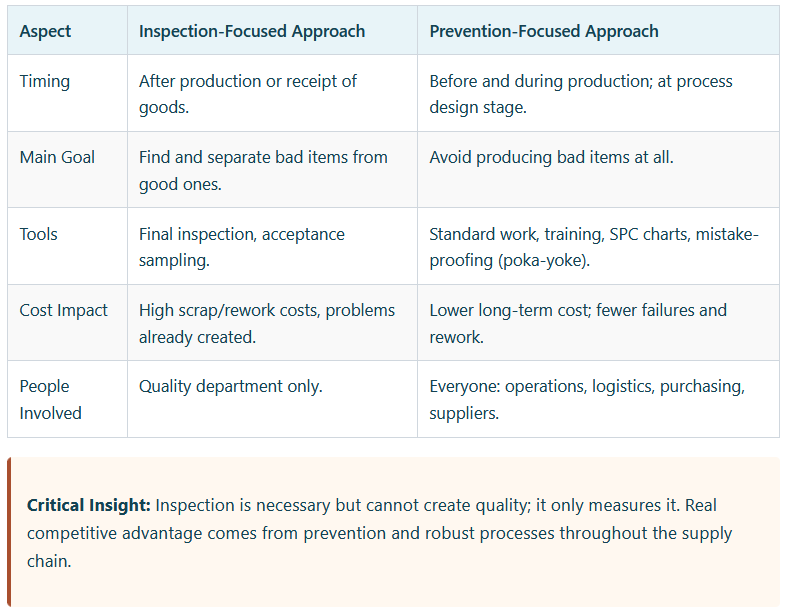 Aspect
Inspection-Focused Approach
Prevention-Focused Approach
Timing
After production or receipt of
goods.
Before and during production; at process
design stage.
Main Goal
Find and separate bad items from
good ones.
Avoid producing bad items at all.
Tools
Final inspection, acceptance
sampling.
Standard work, training, SPC charts, mistake-
proofing (poka-yoke).
Cost Impact
High scrap/rework costs, problems
already created.
Lower long-term cost; fewer failures and
rework.
People
Involved
Quality department only.
Everyone: operations, logistics, purchasing,
suppliers.
Critical Insight: Inspection is necessary but cannot create quality; it only measures it. Real
competitive advantage comes from prevention and robust processes throughout the supply
chain.